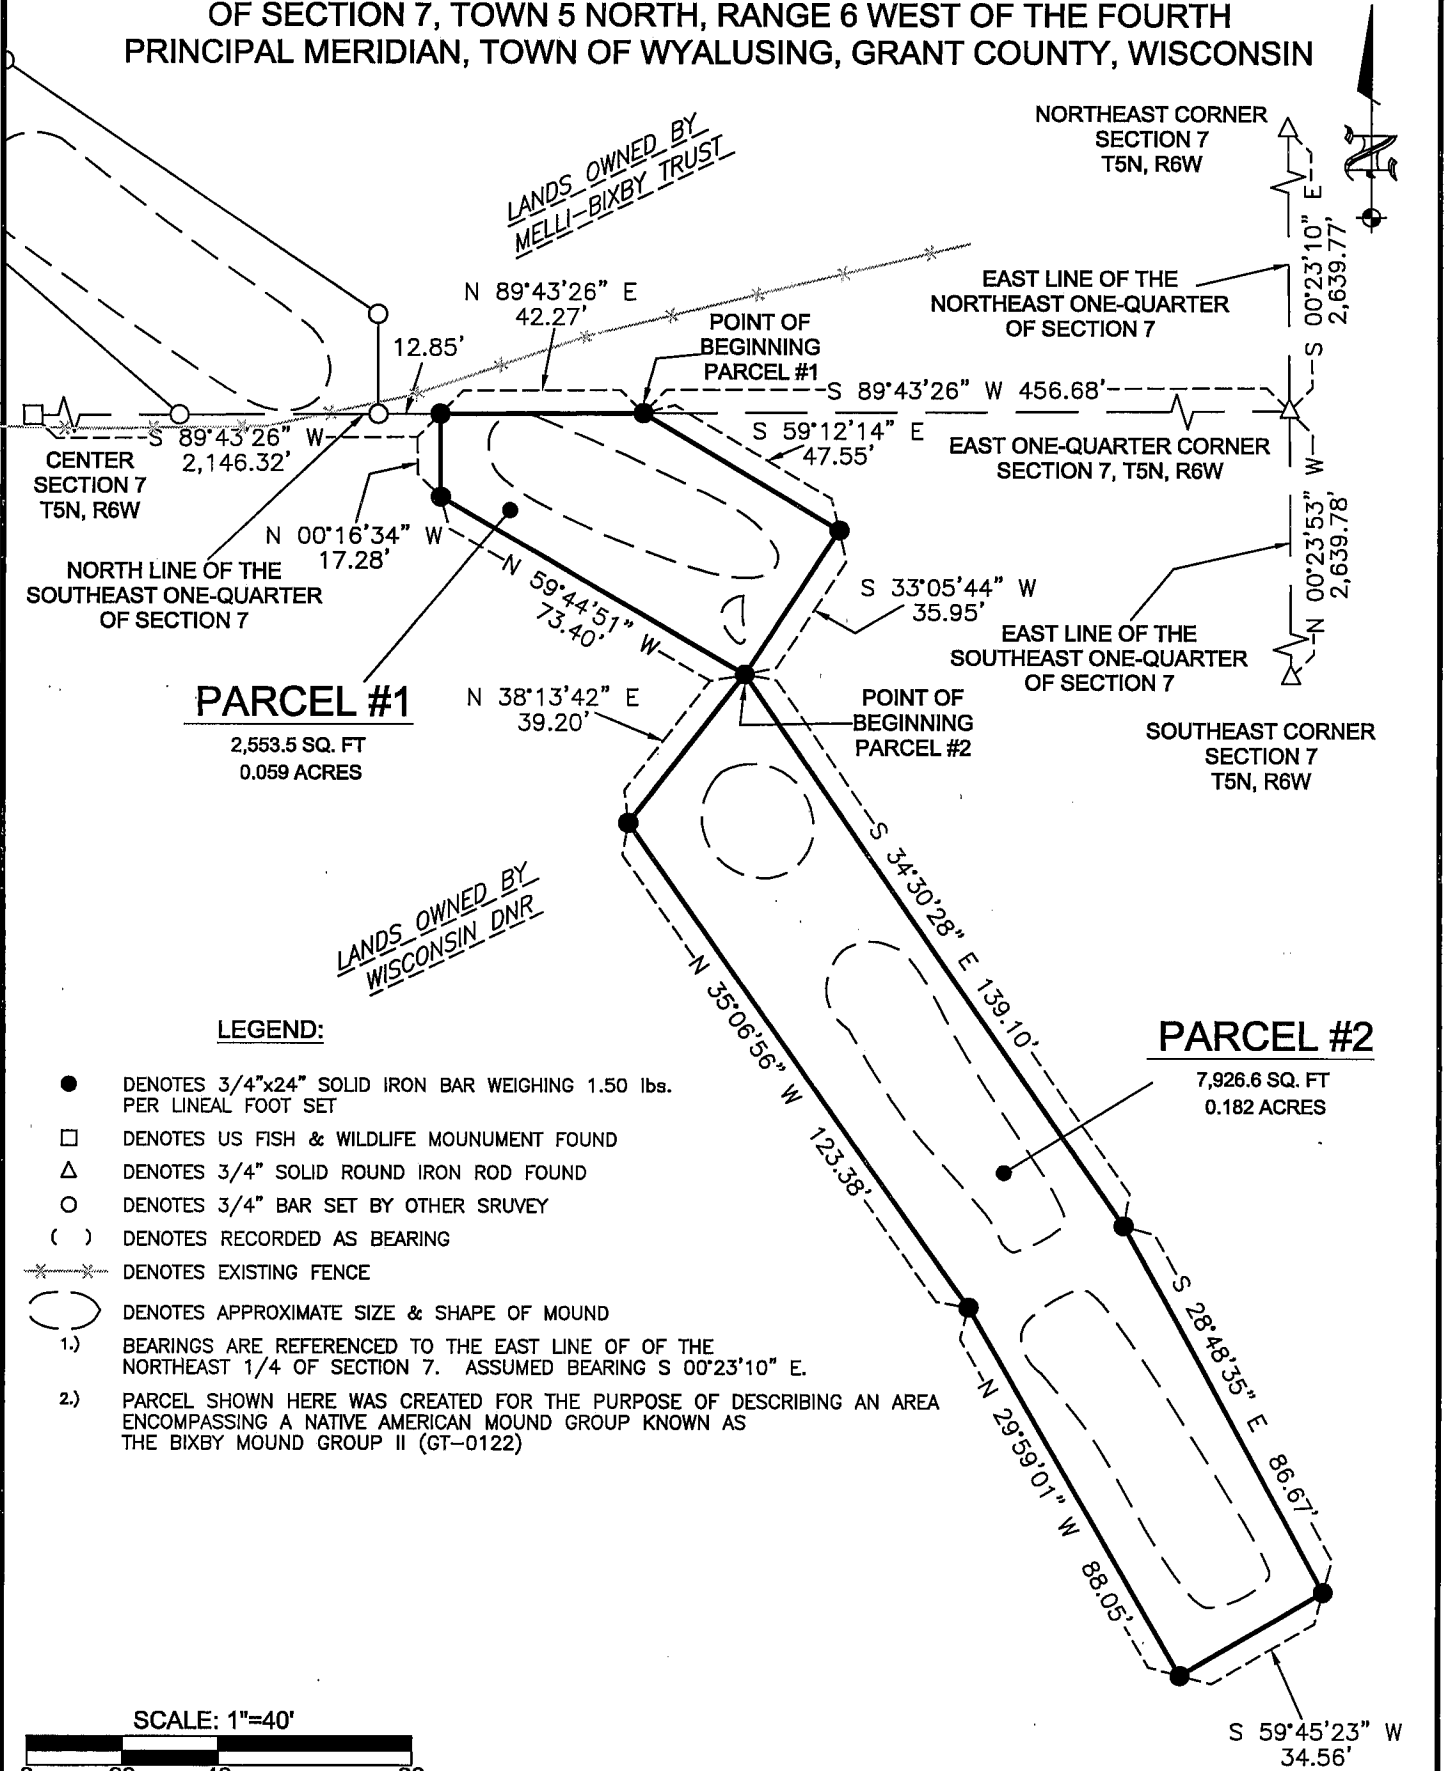 OF SECTION 7, TOWN 5 NORTH, RANGE 6 WEST OF THE FOURTH
PRINCIPAL MERIDIAN, TOWN OF WYALUSING, GRANT COUNTY, WISCONSIN
NORTHEAST CORNER
SECTION 7
T5N, R6W
N
LANDS OWNED BY
MELLI-BIXBY TRUST
S 00°23'10" E
2,639.77'
EAST LINE OF THE
NORTHEAST ONE-QUARTER
OF SECTION 7
N 89°43'26" E
42.27'
12.85'
POINT OF
BEGINNING
PARCEL #1
S 89°43'26" W 456.68'
S 89°43'26" W
2,146.32'
CENTER
SECTION 7
T5N, R6W
S 59°12'14" E
47.55'
EAST ONE-QUARTER CORNER
SECTION 7, T5N, R6W
N 00°23'53" W
2,639.78'
N 00°16'34" W
17.28'
NORTH LINE OF THE
SOUTHEAST ONE-QUARTER
OF SECTION 7
N 59°44'51" W
73.40'
S 33°05'44" W
35.95'
EAST LINE OF THE
SOUTHEAST ONE-QUARTER
OF SECTION 7
PARCEL #1
2,553.5 SQ. FT
0.059 ACRES
N 38°13'42" E
39.20'
POINT OF
BEGINNING
PARCEL #2
SOUTHEAST CORNER
SECTION 7
T5N, R6W
S 34°30'28" E 139.10'
LANDS OWNED BY
WISCONSIN DNR
N 35°06'56" W 123.38'
PARCEL #2
7,926.6 SQ. FT
0.182 ACRES
LEGEND:
DENOTES 3/4"x24" SOLID IRON BAR WEIGHING 1.50 lbs.
PER LINEAL FOOT SET
DENOTES US FISH & WILDLIFE MOUNUMENT FOUND
DENOTES 3/4" SOLID ROUND IRON ROD FOUND
DENOTES 3/4" BAR SET BY OTHER SRUVEY
( ) DENOTES RECORDED AS BEARING
DENOTES EXISTING FENCE
DENOTES APPROXIMATE SIZE & SHAPE OF MOUND
1.) BEARINGS ARE REFERENCED TO THE EAST LINE OF OF THE
NORTHEAST 1/4 OF SECTION 7. ASSUMED BEARING S 00°23'10" E.
2.) PARCEL SHOWN HERE WAS CREATED FOR THE PURPOSE OF DESCRIBING AN AREA
ENCOMPASSING A NATIVE AMERICAN MOUND GROUP KNOWN AS
THE BIXBY MOUND GROUP II (GT-0122)
S 28°48'35" E 86.67'
N 29°59'01" W 88.05'
S 59°45'23" W
34.56'
SCALE: 1"=40'